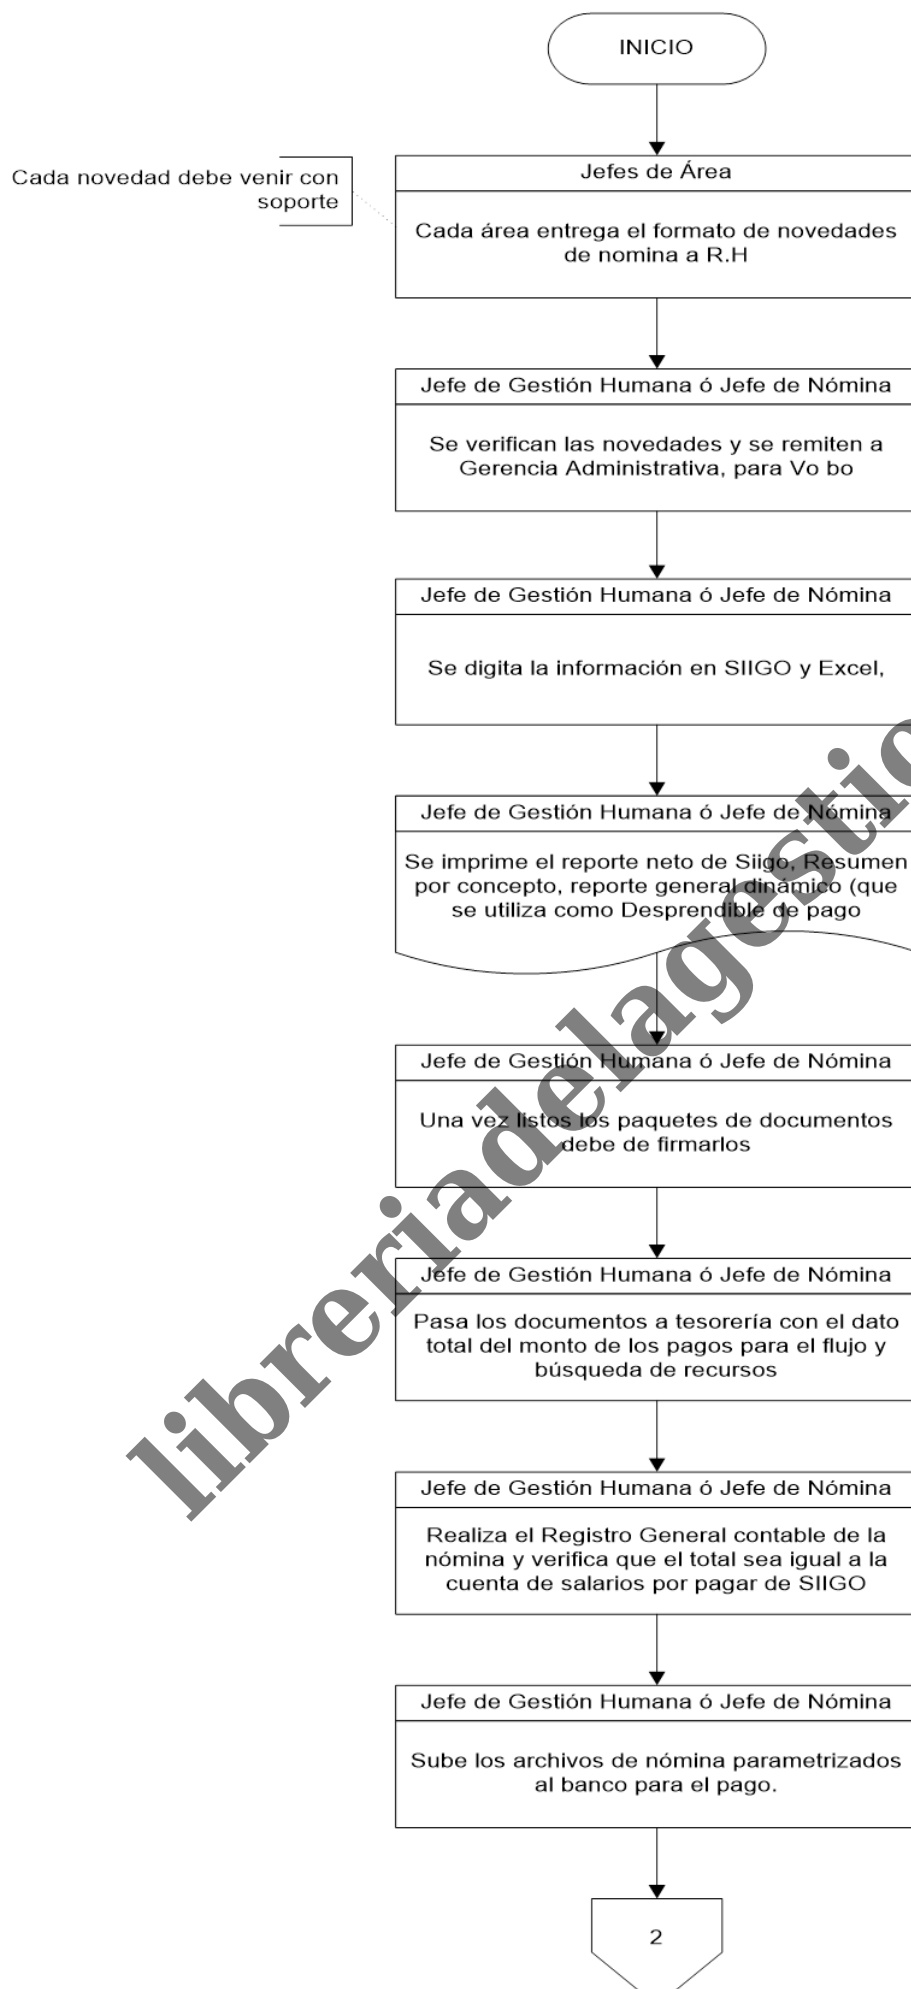 INICIO
Cada novedad debe venir con
soporte
Jefes de Área
Cada área entrega el formato de novedades
de nomina a R.H
Jefe de Gestión Humana ó Jefe de Nómina
Se verifican las novedades y se remiten a
Gerencia Administrativa, para Vo bo
Jefe de Gestión Humana ó Jefe de Nómina
Se digita la información en SIIGO y Excel,
Jefe de Gestión Humana ó Jefe de Nómina
Se imprime el reporte neto de Siigo, Resumen
por concepto, reporte general dinámico (que
se utiliza como Desprendible de pago
Jefe de Gestión Humana ó Jefe de Nómina
Una vez listos los paquetes de documentos
debe de firmarlos
Jefe de Gestión Humana ó Jefe de Nómina
Pasa los documentos a tesorería con el dato
total del monto de los pagos para el flujo y
búsqueda de recursos
Jefe de Gestión Humana ó Jefe de Nómina
Realiza el Registro General contable de la
nómina y verifica que el total sea igual a la
cuenta de salarios por pagar de SIIGO
Jefe de Gestión Humana ó Jefe de Nómina
Sube los archivos de nómina parametrizados
al banco para el pago.
2
libreriadelagestio